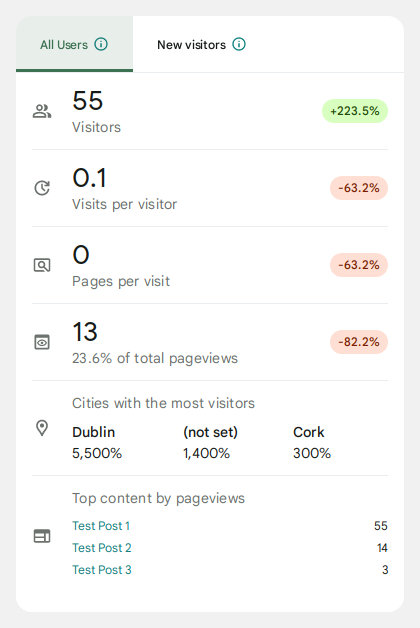 All Users
New visitors
55
+223.5%
Visitors
0.1
-63.2%
Visits per visitor
0
-63.2%
Pages per visit
13
-82.2%
23.6% of total pageviews
Cities with the most visitors
Dublin (not set) Cork
5,500% 1,400% 300%
Top content by pageviews
Test Post 1 55
Test Post 2 14
Test Post 3 3